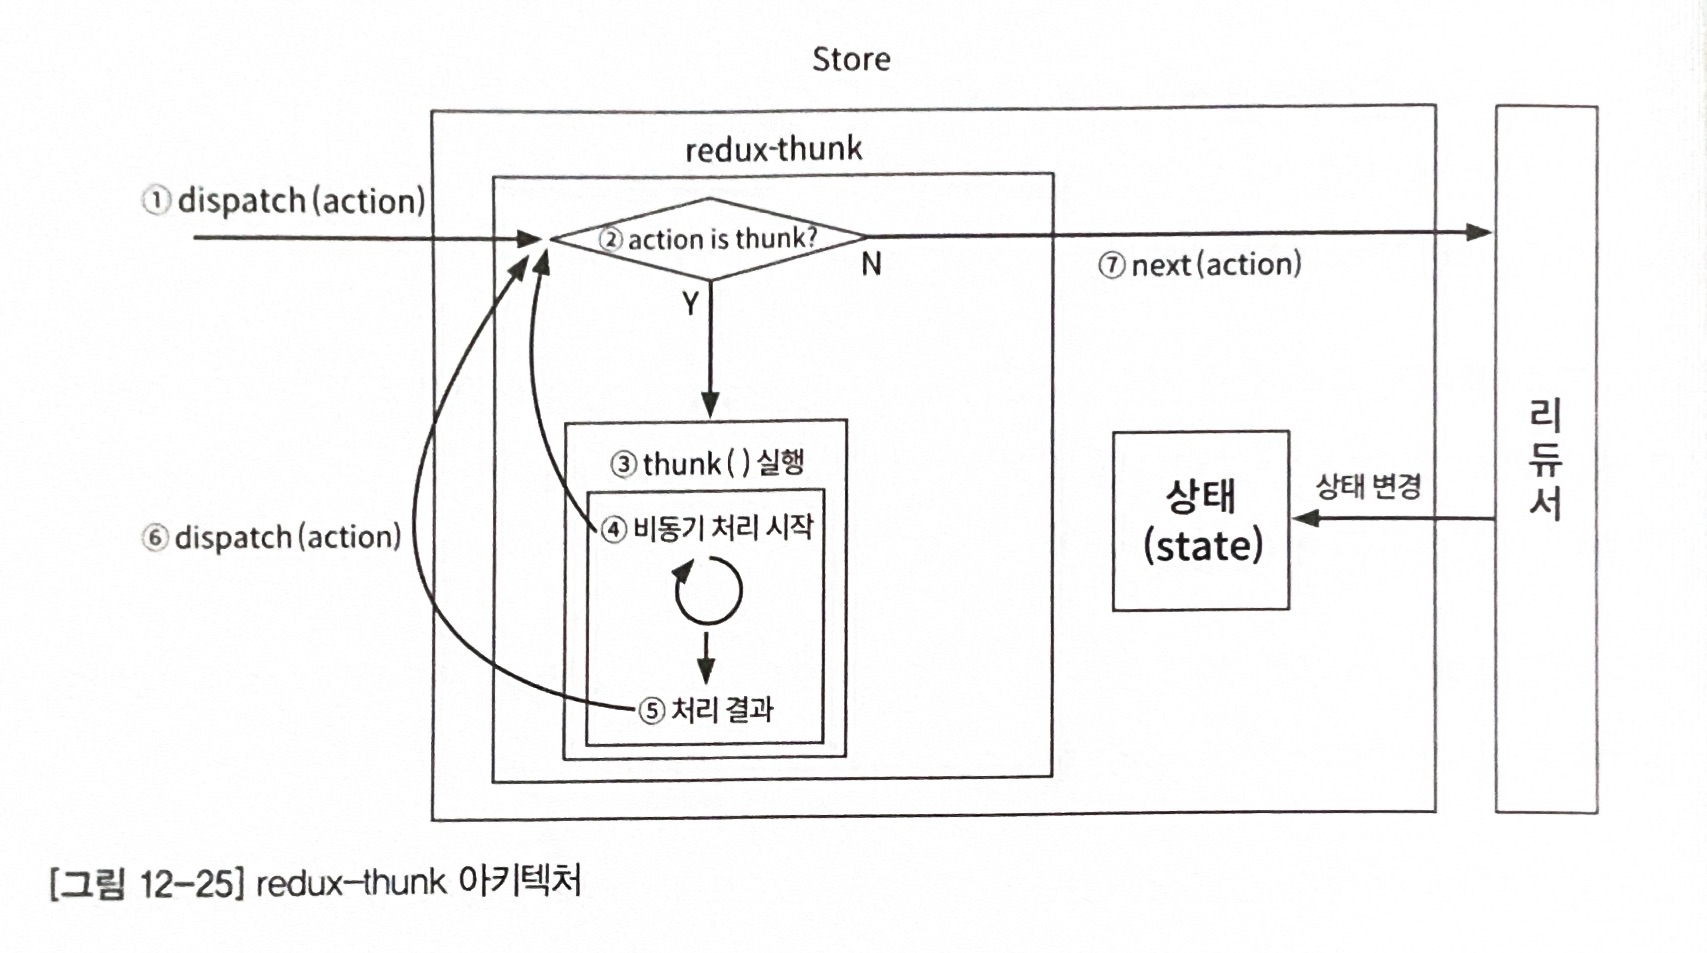 Store
redux-thunk
① dispatch(action)
② action is thunk?
N
Y
⑦ next(action)
③ thunk( ) 실행
④ 비동기 처리 시작
⑤ 처리 결과
⑥ dispatch(action)
상태
(state)
상태 변경
리
듀
서
[그림 12-25] redux-thunk 아키텍처